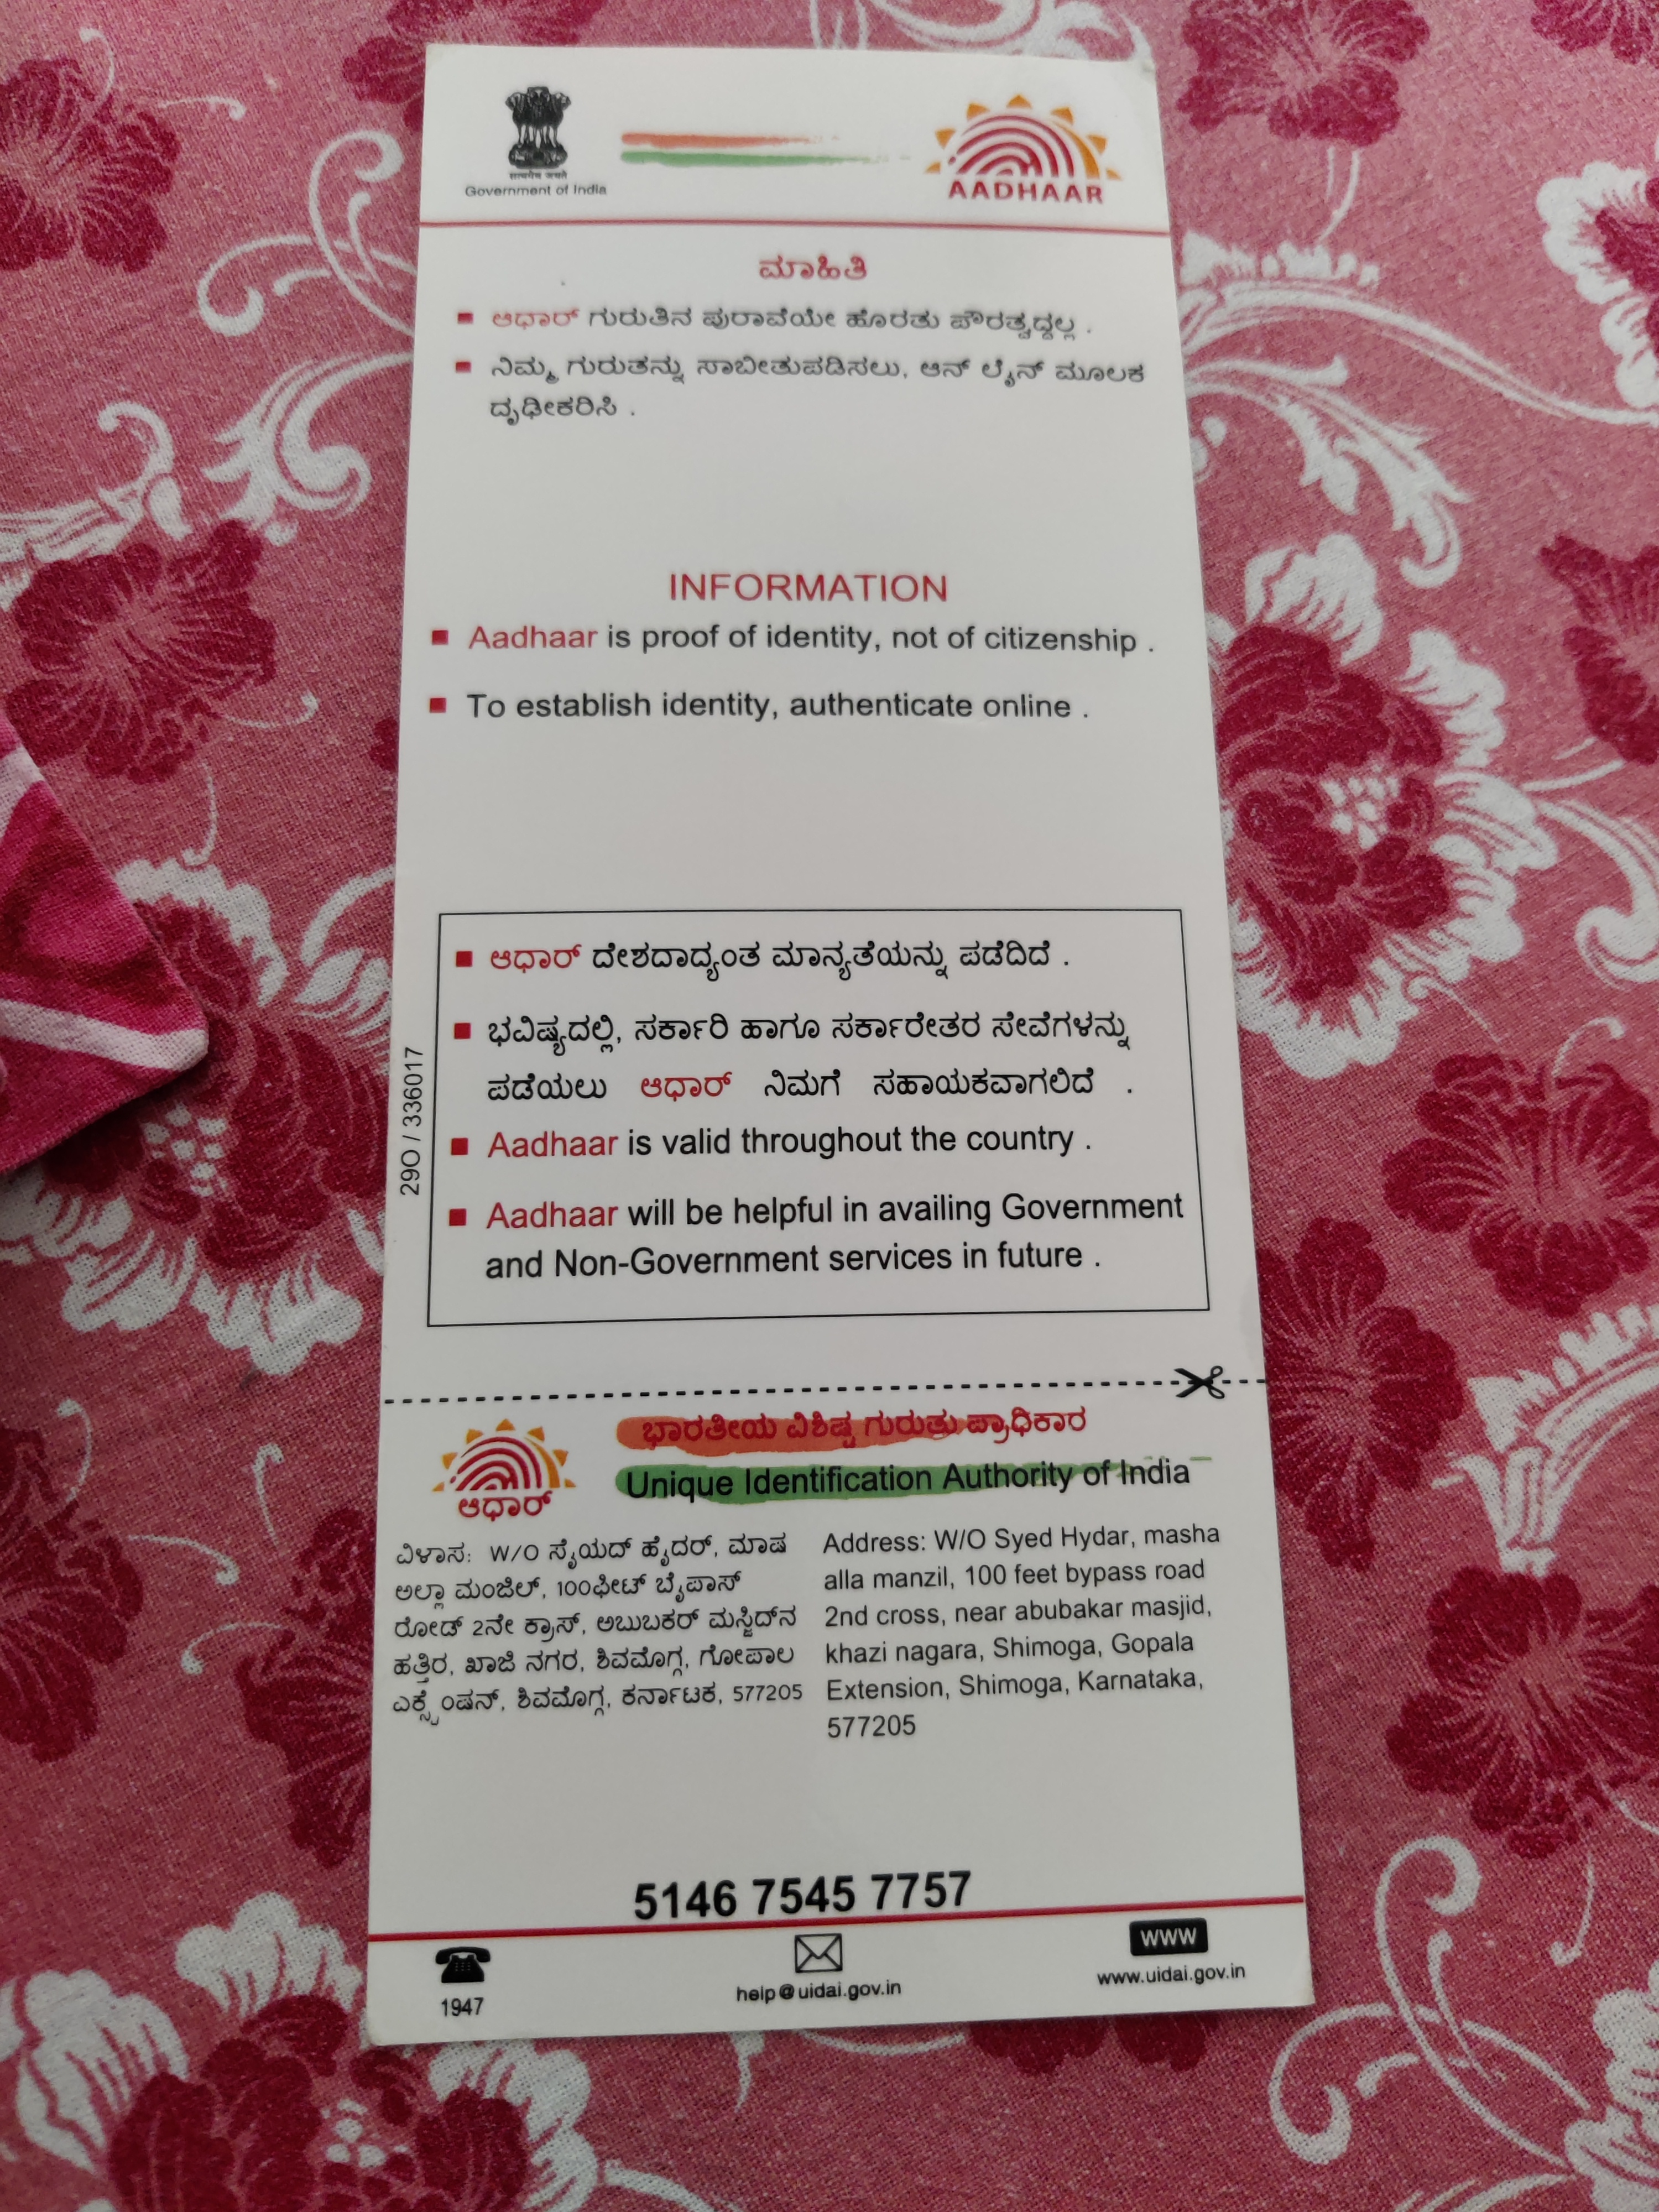 सत्यमेव जयते
Government of India
AADHAAR
ಮಾಹಿತಿ
ಆಧಾರ್ ಗುರುತಿನ ಪುರಾವೆಯೇ ಹೊರತು ಪೌರತ್ವದ್ದಲ್ಲ .
ನಿಮ್ಮ ಗುರುತನ್ನು ಸಾಬೀತುಪಡಿಸಲು, ಆನ್ ಲೈನ್ ಮೂಲಕ
ದೃಢೀಕರಿಸಿ .
INFORMATION
Aadhaar is proof of identity, not of citizenship .
To establish identity, authenticate online .
290 / 336017
ಆಧಾರ್ ದೇಶದಾದ್ಯಂತ ಮಾನ್ಯತೆಯನ್ನು ಪಡೆದಿದೆ .
ಭವಿಷ್ಯದಲ್ಲಿ, ಸರ್ಕಾರಿ ಹಾಗೂ ಸರ್ಕಾರೇತರ ಸೇವೆಗಳನ್ನು
ಪಡೆಯಲು ಆಧಾರ್ ನಿಮಗೆ ಸಹಾಯಕವಾಗಲಿದೆ .
Aadhaar is valid throughout the country .
Aadhaar will be helpful in availing Government
and Non-Government services in future .
ಭಾರತೀಯ ವಿಶಿಷ್ಟ ಗುರುತು ಪ್ರಾಧಿಕಾರ
Unique Identification Authority of India
ಆಧಾರ್
ವಿಳಾಸ: W/O ಸೈಯದ್ ಹೈದರ್, ಮಾಷ
ಅಲ್ಲಾ ಮಂಜಿಲ್, 100ಫೀಟ್ ಬೈಪಾಸ್
ರೋಡ್ 2ನೇ ಕ್ರಾಸ್, ಅಬುಬಕರ್ ಮಸ್ಜಿದ್‌ನ
ಹತ್ತಿರ, ಖಾಜಿ ನಗರ, ಶಿವಮೊಗ್ಗ, ಗೋಪಾಲ
ಎಕ್ಸ್ಟೆಂಷನ್, ಶಿವಮೊಗ್ಗ, ಕರ್ನಾಟಕ, 577205
Address: W/O Syed Hydar, masha
alla manzil, 100 feet bypass road
2nd cross, near abubakar masjid,
khazi nagara, Shimoga, Gopala
Extension, Shimoga, Karnataka,
577205
5146 7545 7757
1947
help@uidai.gov.in
WWW
www.uidai.gov.in